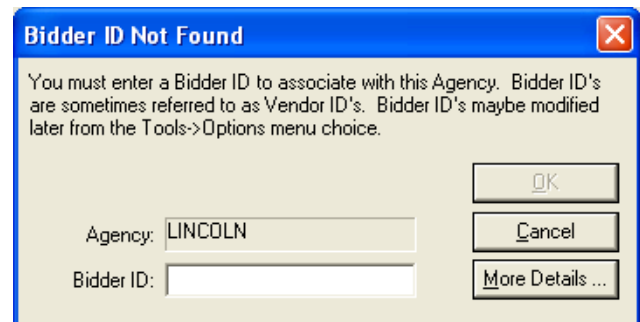 Bidder ID Not Found
You must enter a Bidder ID to associate with this Agency. Bidder ID's
are sometimes referred to as Vendor ID's. Bidder ID's maybe modified
later from the Tools->Options menu choice.
OK
Agency: LINCOLN
Cancel
Bidder ID:
More Details ...